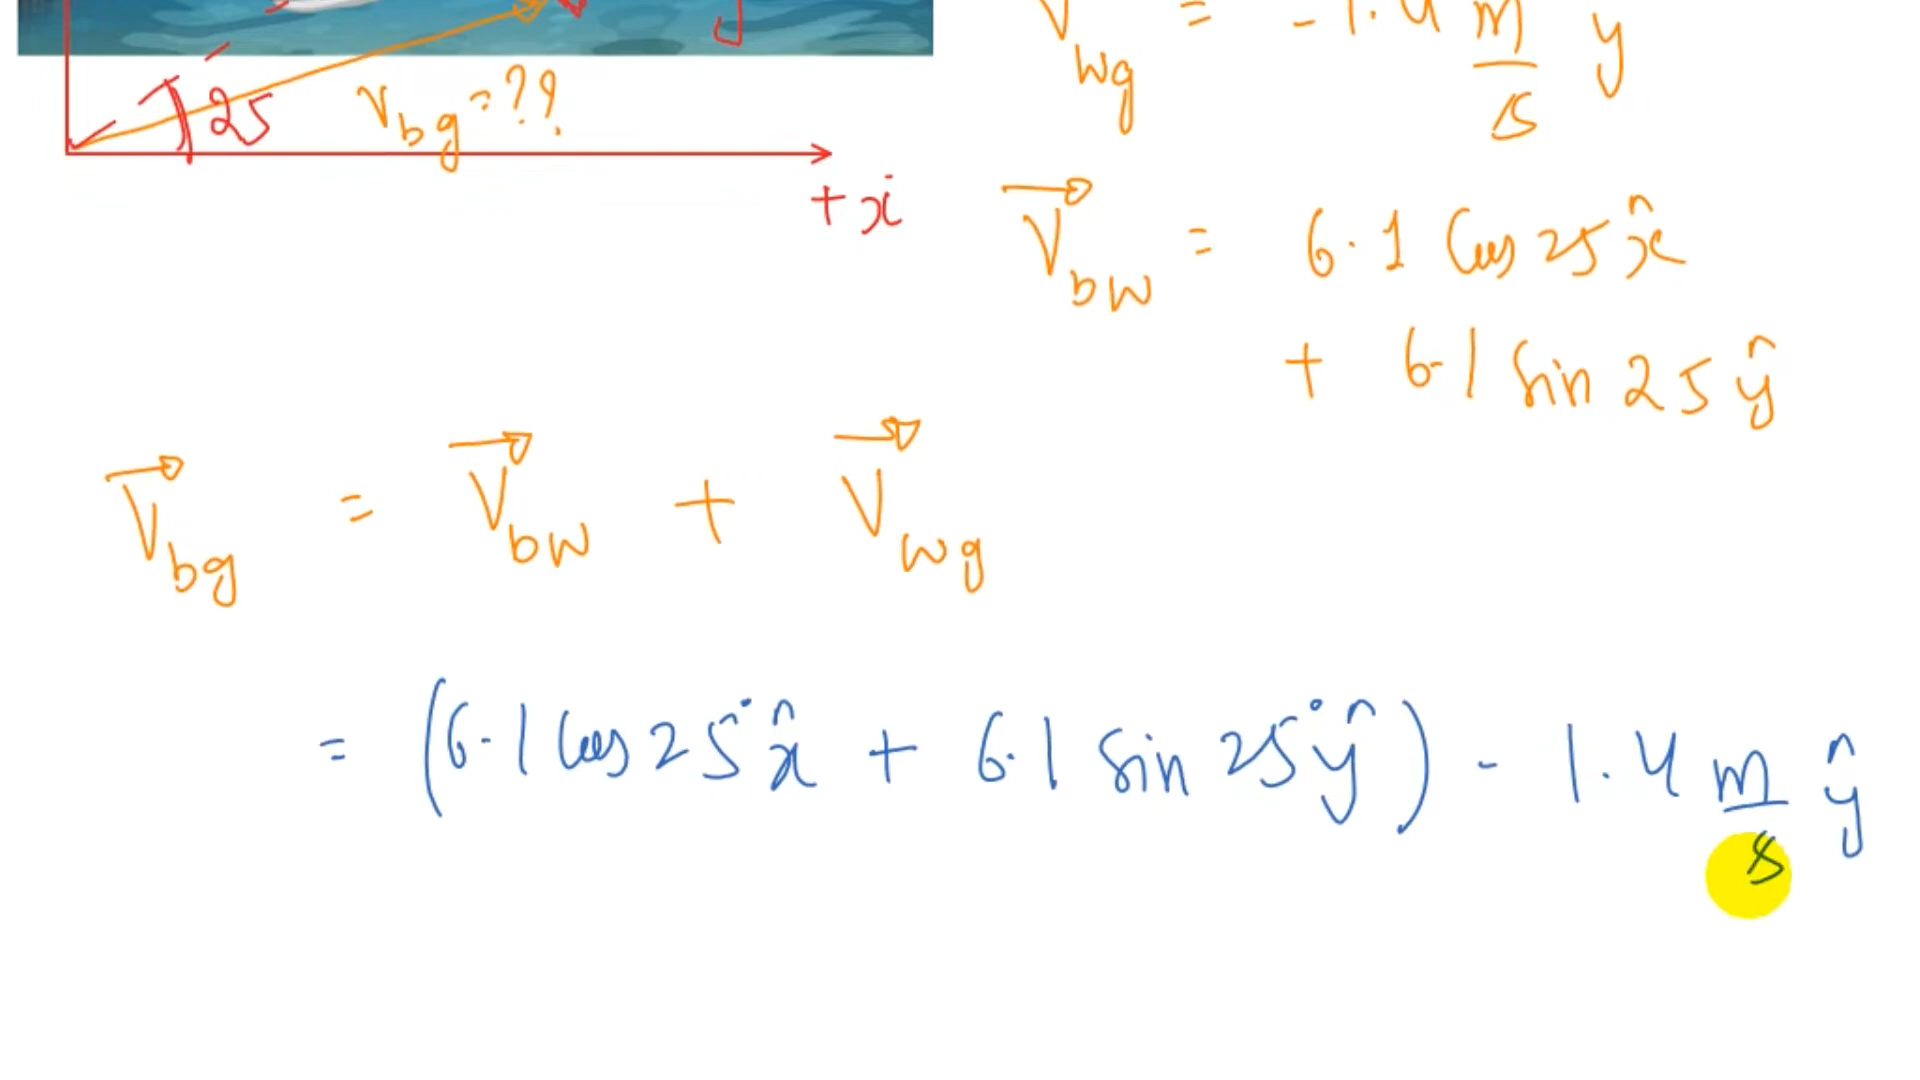 V_wg = -1.4 m/s y
25 V_bg = ??
+x
V_bw = 6.1 Cos 25 x̂
+ 6.1 sin 25 ŷ
V_bg = V_bw + V_wg
= (6.1 Cos 25° x̂ + 6.1 sin 25° ŷ) - 1.4 m/s ŷ